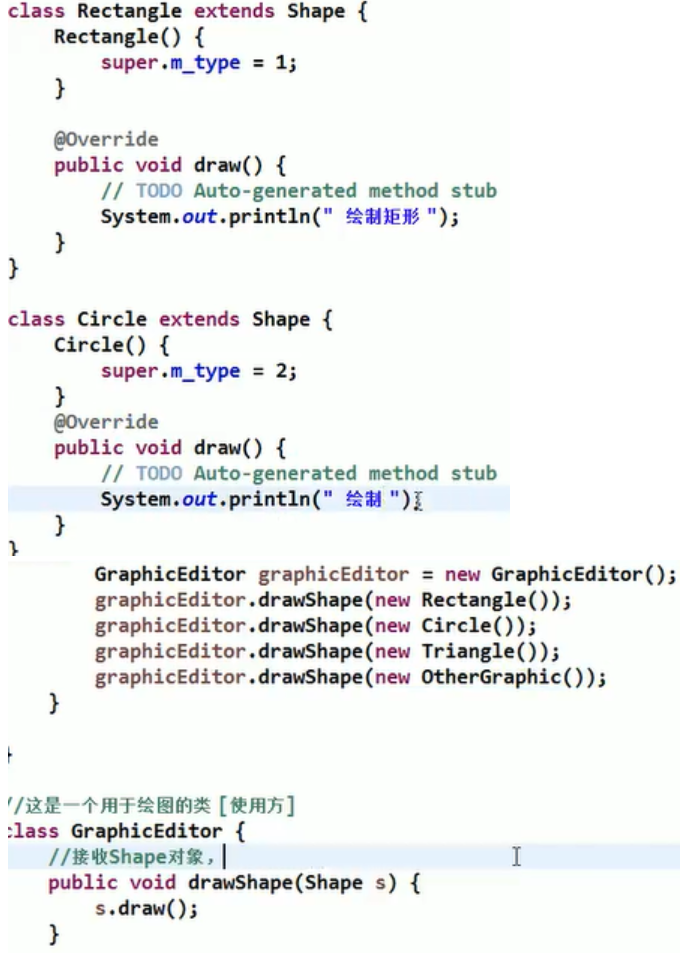 class Rectangle extends Shape {
Rectangle() {
super.m_type = 1;
}
@Override
public void draw() {
// TODO Auto-generated method stub
System.out.println(" 绘制矩形 ");
}
}
class Circle extends Shape {
Circle() {
super.m_type = 2;
}
@Override
public void draw() {
// TODO Auto-generated method stub
System.out.println(" 绘制 ");
}
}
GraphicEditor graphicEditor = new GraphicEditor();
graphicEditor.drawShape(new Rectangle());
graphicEditor.drawShape(new Circle());
graphicEditor.drawShape(new Triangle());
graphicEditor.drawShape(new OtherGraphic());
}
}
//这是一个用于绘图的类 [使用方]
class GraphicEditor {
//接收Shape对象，
public void drawShape(Shape s) {
s.draw();
}